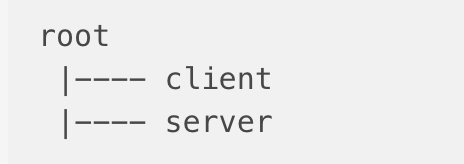 root
 |---- client
 |---- server